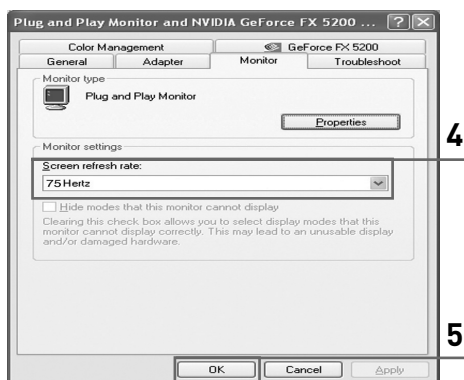 Plug and Play Monitor and NVIDIA GeForce FX 5200 ...
Color Management GeForce FX 5200
General Adapter Monitor Troubleshoot
Monitor type
Plug and Play Monitor
Properties
4
Monitor settings
Screen refresh rate:
75 Hertz
Hide modes that this monitor cannot display
Clearing this check box allows you to select display modes that this
monitor cannot display correctly. This may lead to an unusable display
and/or damaged hardware.
5
OK Cancel Apply